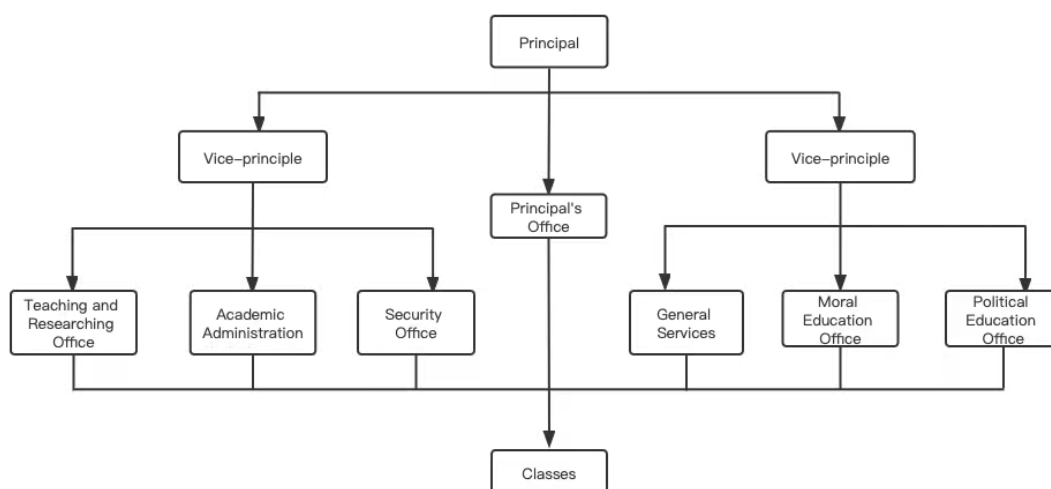 Principal
Vice-principle
Vice-principle
Principal's
Office
Teaching and
Researching
Office
Academic
Administration
Security
Office
General
Services
Moral
Education
Office
Political
Education
Office
Classes